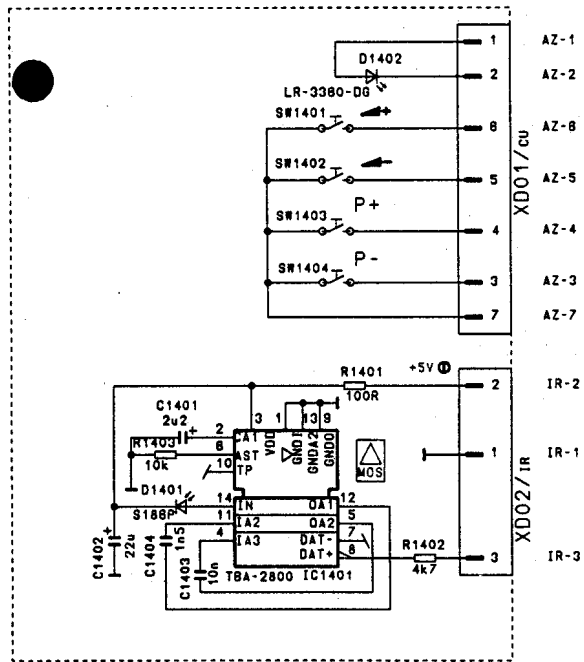 1 AZ-1
D1402
2 AZ-2
LR-3360-DG
SW1401 +
6 AZ-6
SW1402 -
5 AZ-5
P+
SW1403
4 AZ-4
P-
SW1404
3 AZ-3
7 AZ-7
XD01/CU
+5V
R1401
100R
2 IR-2
C1401
2u2
+
3 1 13 9
VDD GND1 GNDA2 GNDO
2 CA1
R1403
10k
6 AST
10 TP
MOS
1 IR-1
XD02/IR
D1401
S186P
14 IN OA1 12
11 IA2 OA2 5
4 IA3 DAT- 7
DAT+ 8
C1402
+
22u
C1404
1n5
C1403
10n
TBA-2800 IC1401
R1402
4k7
3 IR-3